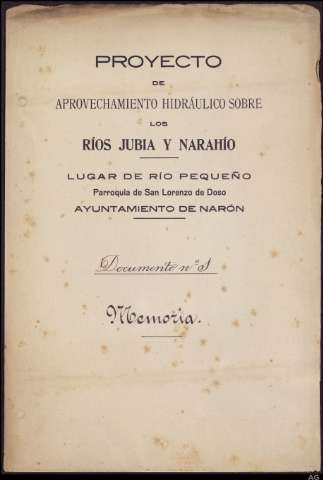 PROYECTO
DE
APROVECHAMIENTO HIDRÁULICO SOBRE
LOS
RÍOS JUBIA Y NARAHÍO
LUGAR DE RÍO PEQUEÑO
Parroquia de San Lorenzo de Doso
AYUNTAMIENTO DE NARÓN
Documento nº 1
Memoria.
AG